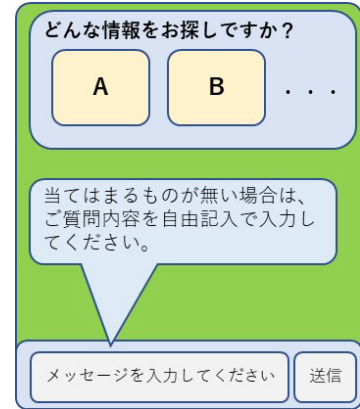 どんな情報をお探しですか？
A B ・・・
当てはまるものが無い場合は、
ご質問内容を自由記入で入力し
てください。
メッセージを入力してください 送信